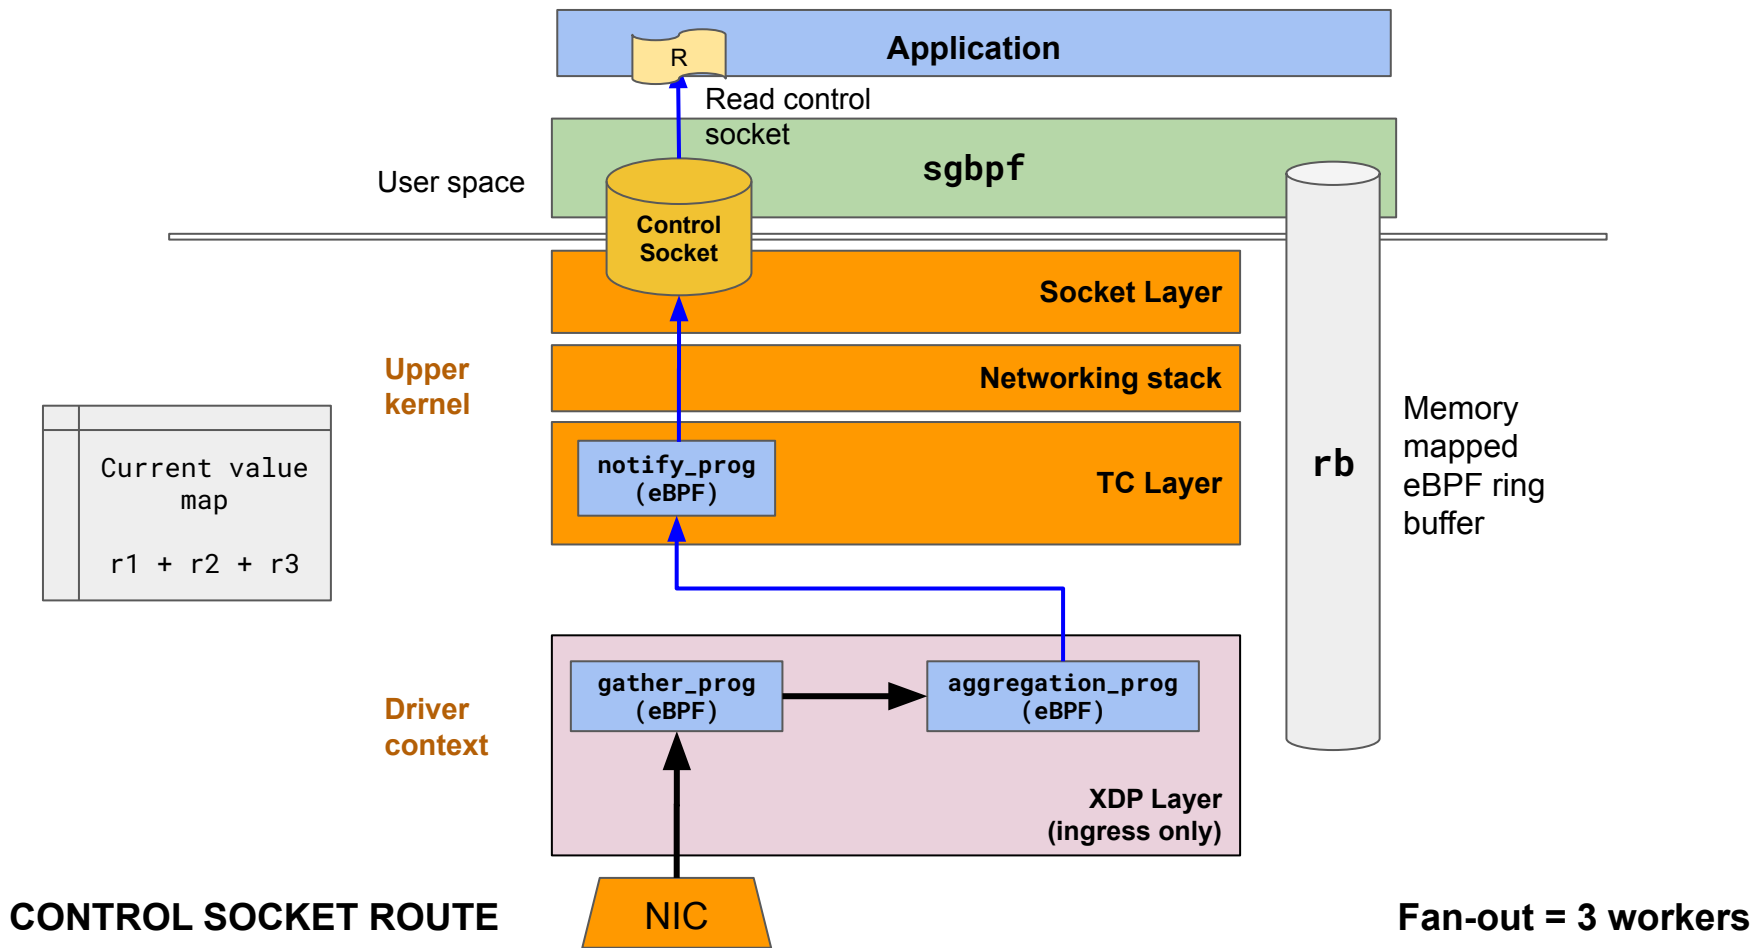 Application
R
Read control
socket
sgbpf
User space
Control
Socket
Socket Layer
Upper
kernel
Networking stack
Current value
map
r1 + r2 + r3
notify_prog
(eBPF)
TC Layer
rb
Memory
mapped
eBPF ring
buffer
Driver
context
gather_prog
(eBPF)
aggregation_prog
(eBPF)
XDP Layer
(ingress only)
CONTROL SOCKET ROUTE
NIC
Fan-out = 3 workers